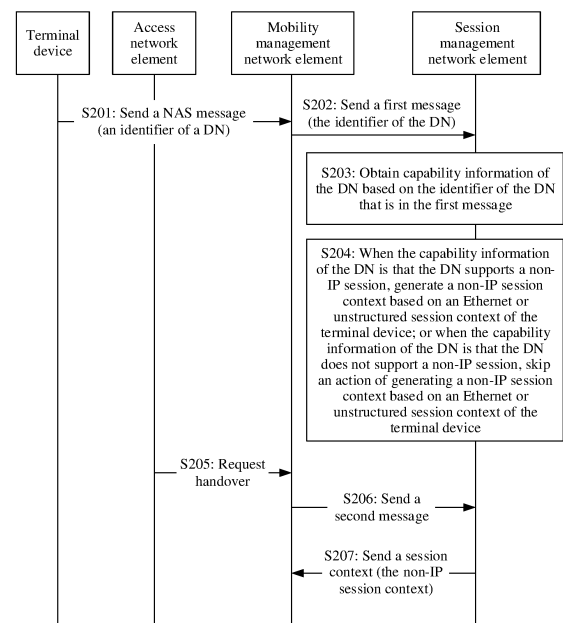 Terminal
device
Access
network
element
Mobility
management
network element
Session
management
network element
S201: Send a NAS message
(an identifier of a DN)
S202: Send a first message
(the identifier of the DN)
S203: Obtain capability information of
the DN based on the identifier of the DN
that is in the first message
S204: When the capability information
of the DN is that the DN supports a non-
IP session, generate a non-IP session
context based on an Ethernet or
unstructured session context of the
terminal device; or when the capability
information of the DN is that the DN
does not support a non-IP session, skip
an action of generating a non-IP session
context based on an Ethernet or
unstructured session context of the
terminal device
S205: Request
handover
S206: Send a
second message
S207: Send a session
context (the non-IP
session context)